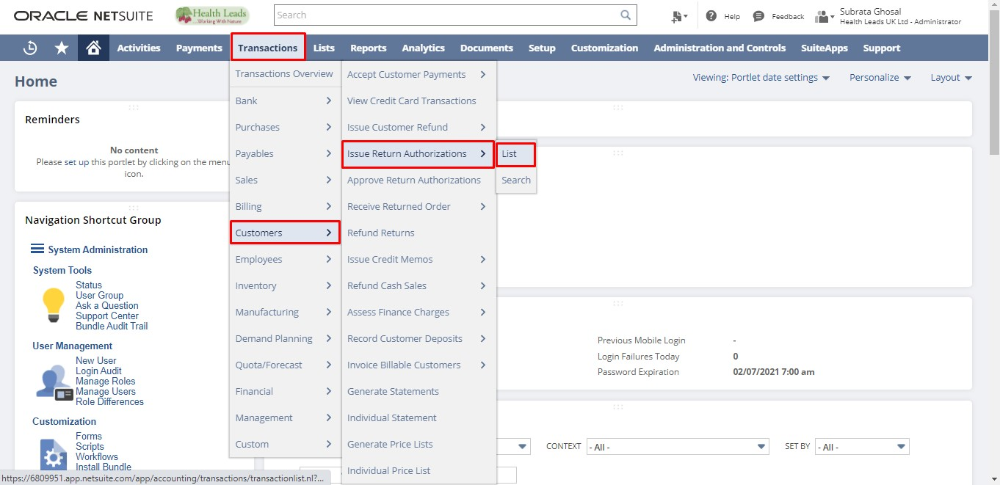 ORACLE NETSUITE
Health Leads
...Working With Nature
Search
Help
Feedback
Subrata Ghosal
Health Leads UK Ltd - Administrator
Activities
Payments
Transactions
Lists
Reports
Analytics
Documents
Setup
Customization
Administration and Controls
SuiteApps
Support
Home
Viewing: Portlet date settings
Personalize
Layout
Reminders
No content
Please set up this portlet by clicking on the menu
icon.
Navigation Shortcut Group
System Administration
System Tools
Status
User Group
Ask a Question
Support Center
Bundle Audit Trail
User Management
New User
Login Audit
Manage Roles
Manage Users
Role Differences
Customization
Forms
Scripts
Workflows
Install Bundle
Transactions Overview
Bank
Purchases
Payables
Sales
Billing
Customers
Employees
Inventory
Manufacturing
Demand Planning
Quota/Forecast
Financial
Management
Custom
Accept Customer Payments
View Credit Card Transactions
Issue Customer Refund
Issue Return Authorizations
Approve Return Authorizations
Receive Returned Order
Refund Returns
Issue Credit Memos
Refund Cash Sales
Assess Finance Charges
Record Customer Deposits
Invoice Billable Customers
Generate Statements
Individual Statement
Generate Price Lists
Individual Price List
List
Search
Previous Mobile Login -
Login Failures Today 0
Password Expiration 02/07/2021 7:00 am
CONTEXT - All -
SET BY - All -
https://6809951.app.netsuite.com/app/accounting/transactions/transactionlist.nl?...